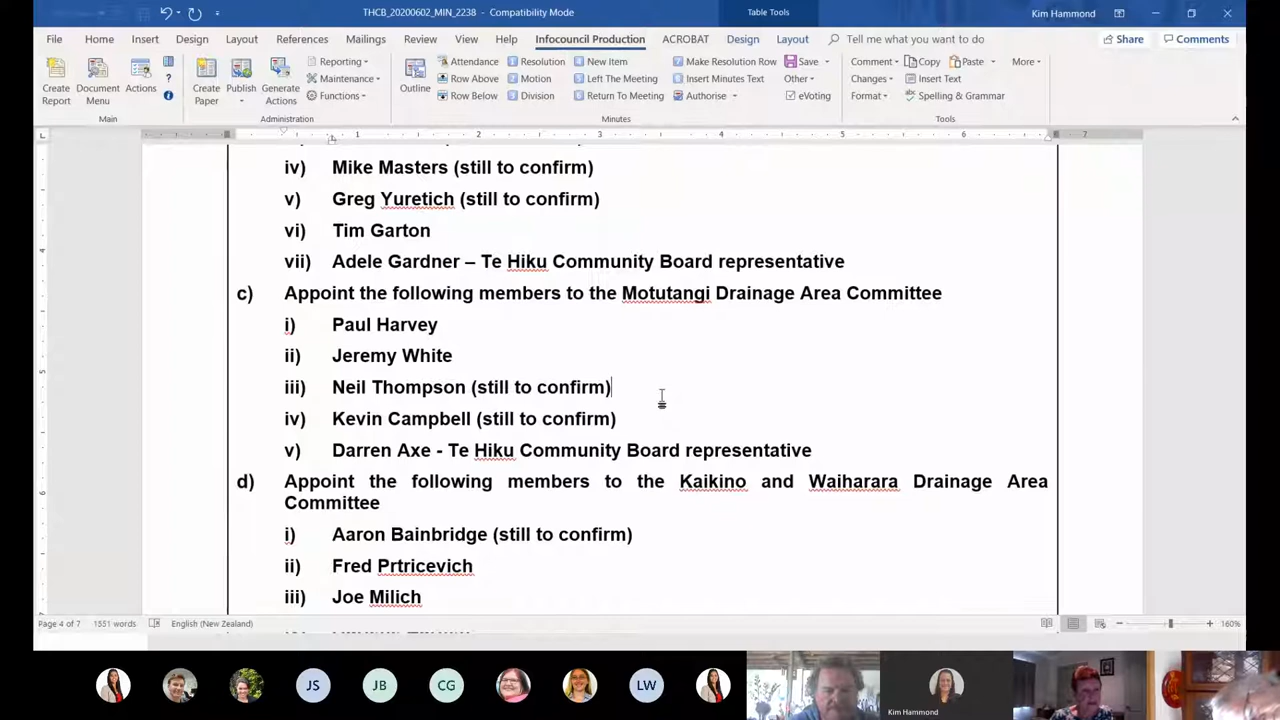 THCB_20200602_MIN_2238 - Compatibility Mode
Table Tools
Kim Hammond
File Home Insert Design Layout References Mailings Review View Help Infocouncil Production ACROBAT Design Layout Tell me what you want to do Share Comments
Create Report
Document Menu
Actions
Main
Create Paper
Publish
Generate Actions
Reporting
Maintenance
Functions
Administration
Outline
Attendance
Row Above
Row Below
Resolution
Motion
Division
New Item
Left The Meeting
Return To Meeting
Make Resolution Row
Insert Minutes Text
Authorise
Save
Other
eVoting
Minutes
Comment
Changes
Format
Copy
Paste
Insert Text
Spelling & Grammar
More
Tools
1 2 3 4 5 6 7
iv) Mike Masters (still to confirm)
v) Greg Yuretich (still to confirm)
vi) Tim Garton
vii) Adele Gardner – Te Hiku Community Board representative
c) Appoint the following members to the Motutangi Drainage Area Committee
i) Paul Harvey
ii) Jeremy White
iii) Neil Thompson (still to confirm)
iv) Kevin Campbell (still to confirm)
v) Darren Axe - Te Hiku Community Board representative
d) Appoint the following members to the Kaikino and Waiharara Drainage Area
Committee
i) Aaron Bainbridge (still to confirm)
ii) Fred Prtricevich
iii) Joe Milich
Page 4 of 7 1551 words English (New Zealand) 160%
JS JB CG LW
Kim Hammond